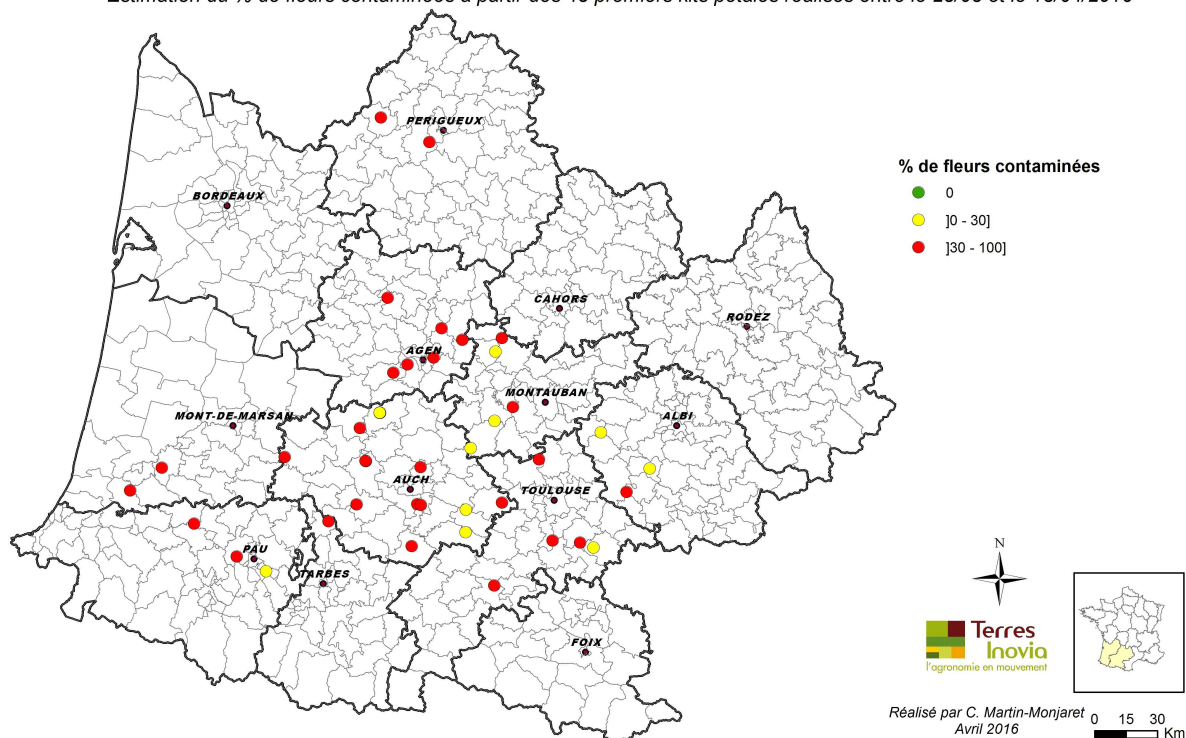 PERIGUEUX
BORDEAUX
% de fleurs contaminées
0
]0 - 30]
]30 - 100]
CAHORS
RODEZ
AGEN
MONTAUBAN
MONT-DE-MARSAN
ALBI
AUCH
TOULOUSE
PAU
TARBES
FOIX
N
Terres
Inovia
l'agronomie en mouvement
Réalisé par C. Martin-Monjaret
Avril 2016
0 15 30
Km